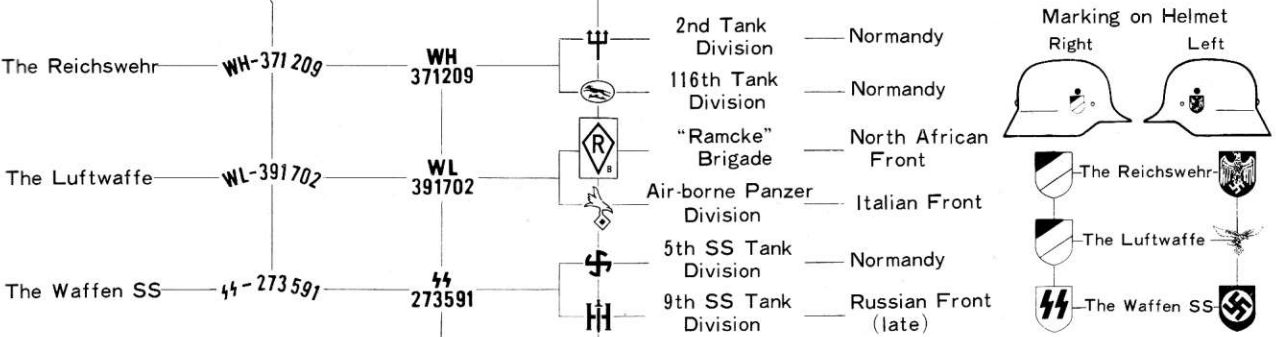 The Reichswehr
WH-371209
WH
371209
2nd Tank
Division
Normandy
116th Tank
Division
Normandy
The Luftwaffe
WL-391702
WL
391702
R
B
"Ramcke"
Brigade
North African
Front
Air-borne Panzer
Division
Italian Front
The Waffen SS
ϟϟ-273591
ϟϟ
273591
5th SS Tank
Division
Normandy
9th SS Tank
Division
Russian Front
(late)
Marking on Helmet
Right
Left
The Reichswehr
The Luftwaffe
ϟϟ
The Waffen SS